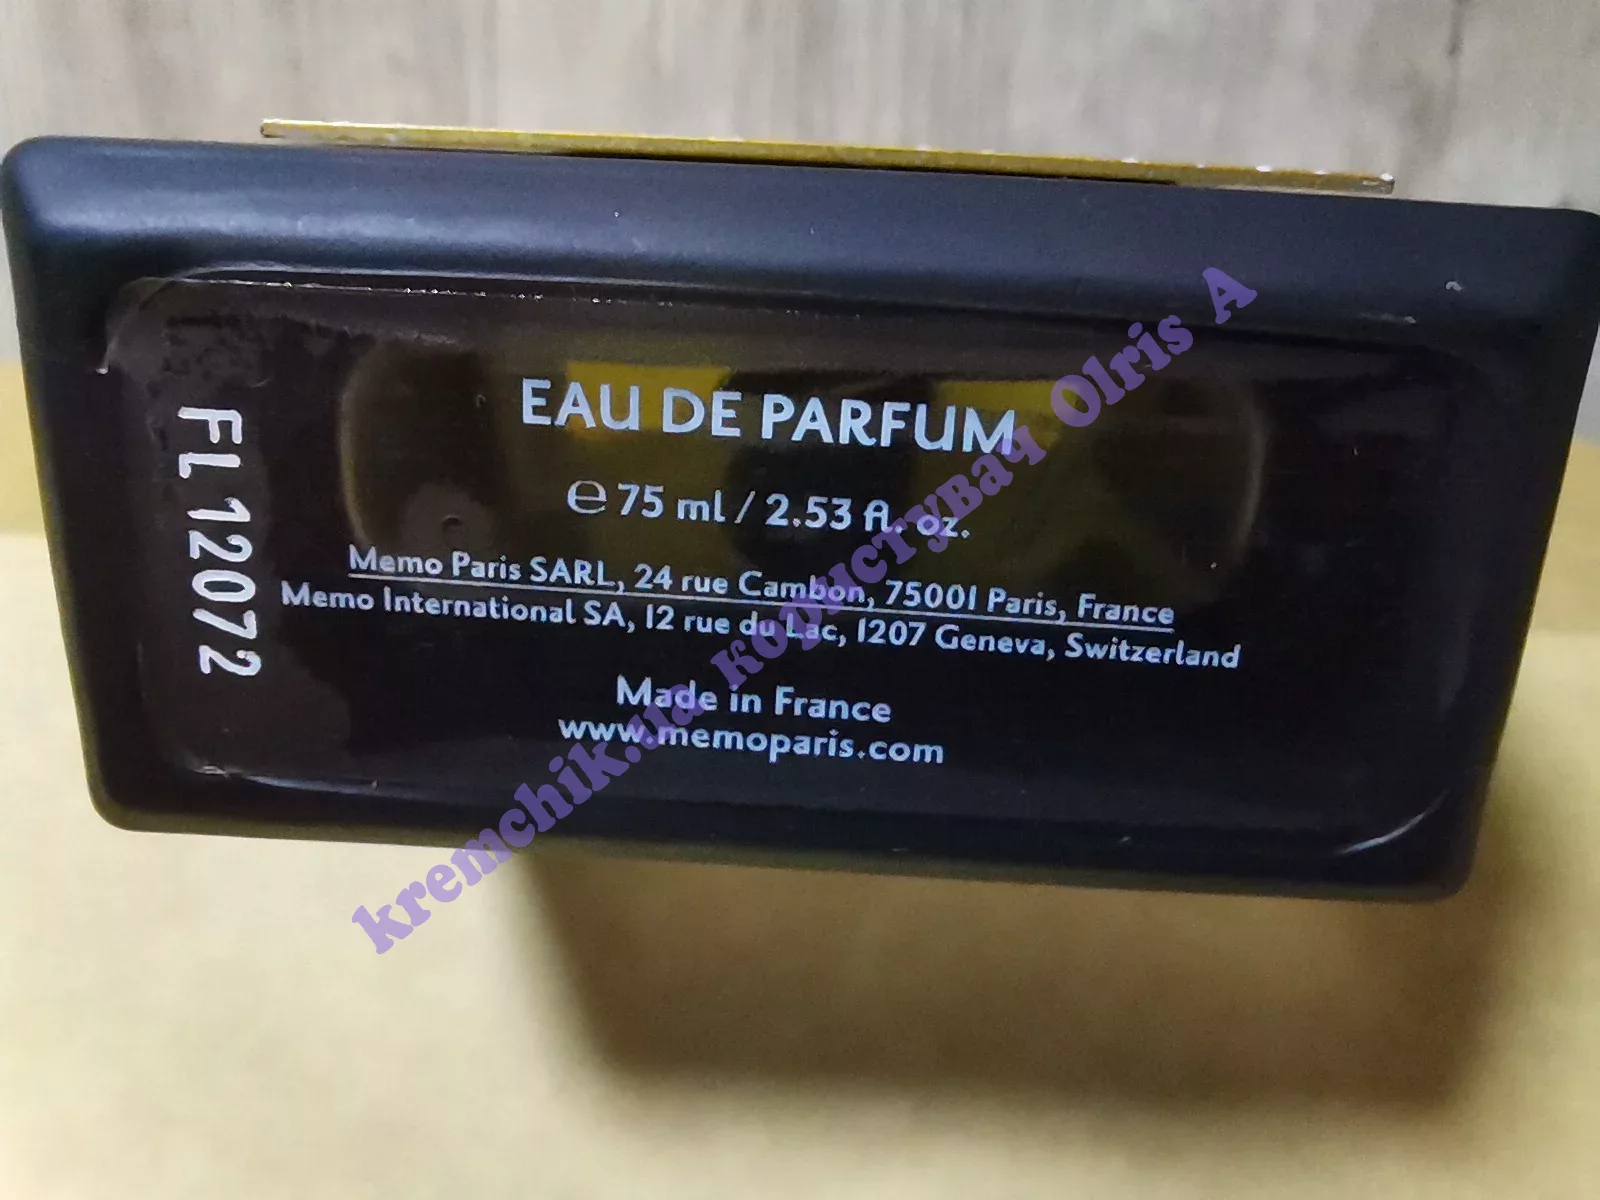 EAU DE PARFUM
℮ 75 ml / 2.53 fl. oz.
Memo Paris SARL, 24 rue Cambon, 75001 Paris, France
Memo International SA, 12 rue du Lac, 1207 Geneva, Switzerland
Made in France
www.memoparis.com
FL 12072
kremchik.ua користувач Olris A